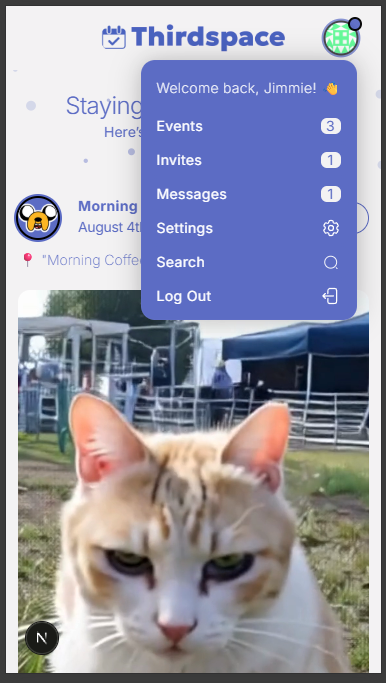 Thirdspace
Welcome back, Jimmie! 👋
Staying
Here's
Events 3
Invites 1
Messages 1
Settings
Search
Log Out
Morning
August 4th
📍 "Morning Coffee
N